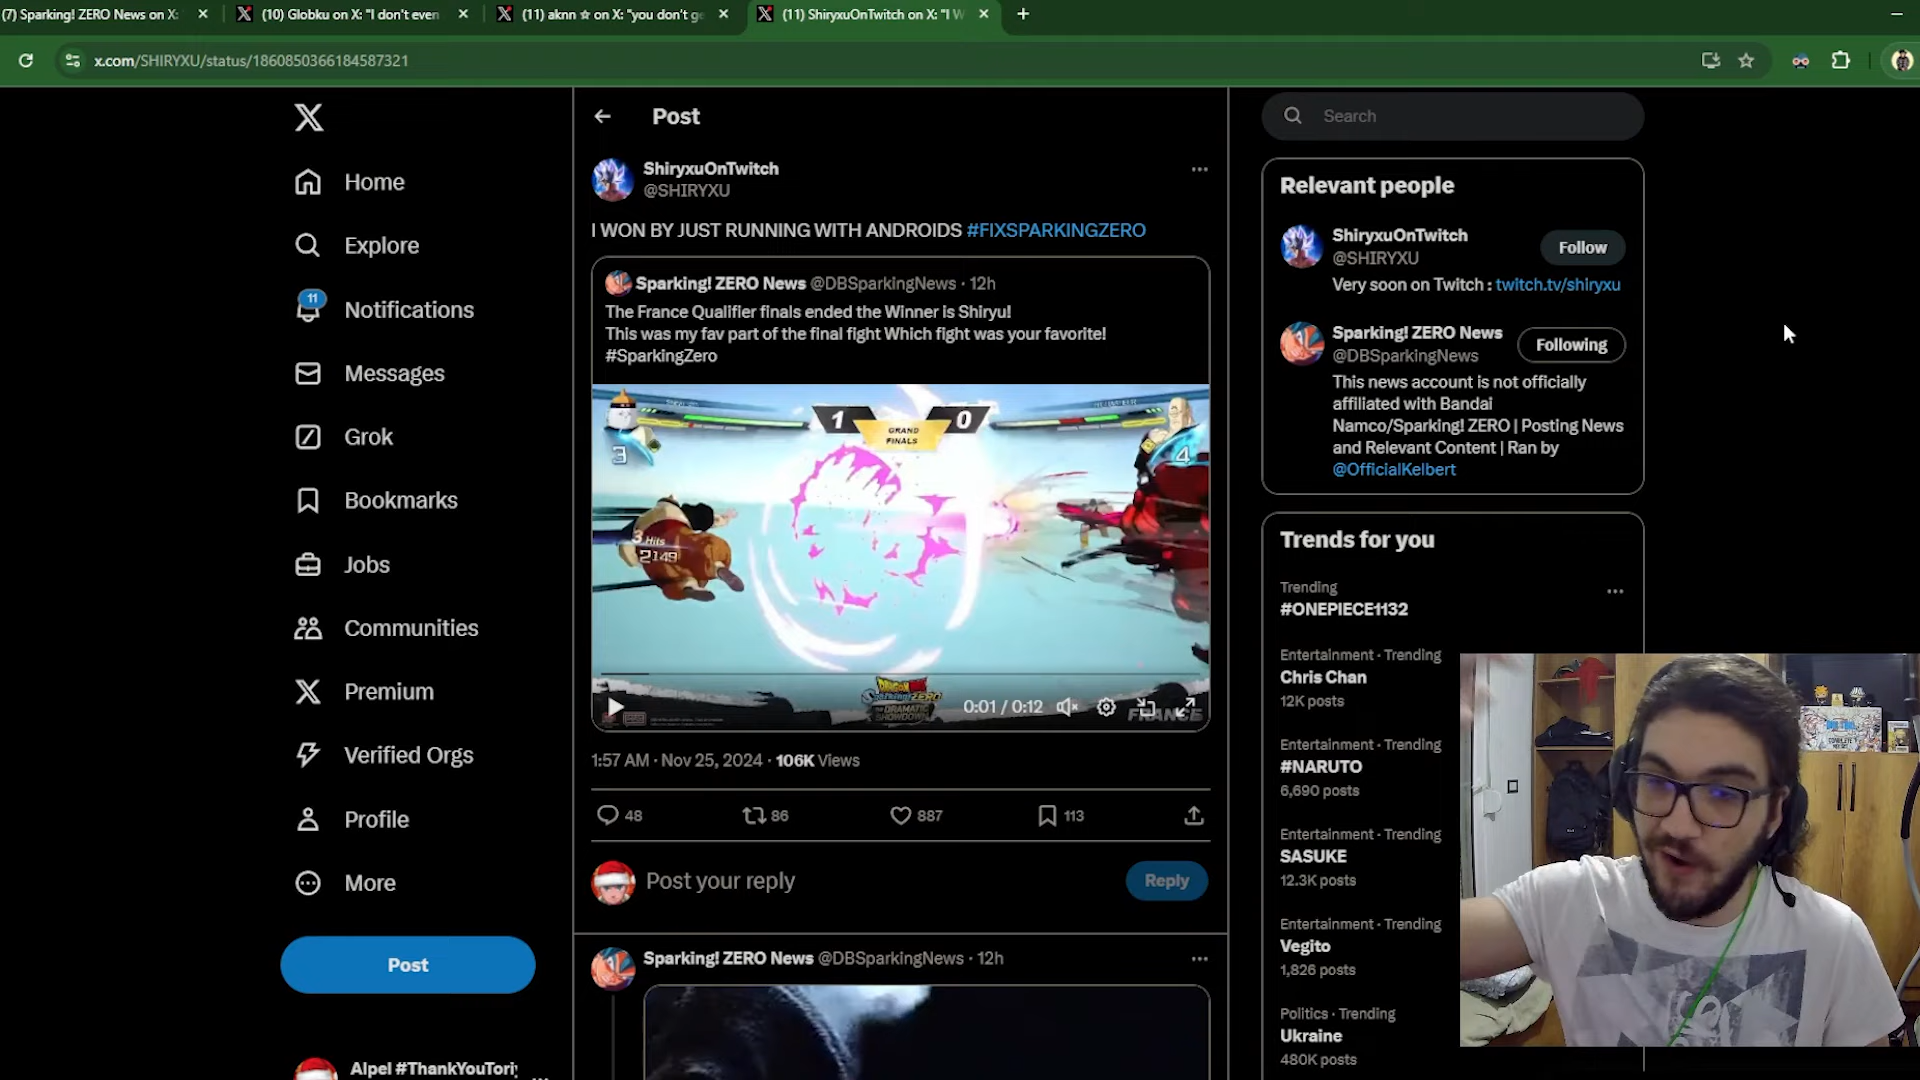 (7) Sparking! ZERO News on X:
(10) Globku on X: "I don't even
(11) aknn ☆ on X: "you don't ge
(11) ShiryxuOnTwitch on X: "I W
x.com/SHIRYXU/status/1860850366184587321
Home
Explore
11
Notifications
Messages
Grok
Bookmarks
Jobs
Communities
Premium
Verified Orgs
Profile
More
Post
Aipel #ThankYouToriy
Post
ShiryxuOnTwitch
@SHIRYXU
I WON BY JUST RUNNING WITH ANDROIDS #FIXSPARKINGZERO
Sparking! ZERO News @DBSparkingNews · 12h
The France Qualifier finals ended the Winner is Shiryu!
This was my fav part of the final fight Which fight was your favorite!
#SparkingZero
1
GRAND
FINALS
0
3
4
3 Hits
2149
DRAGON BALL
Sparking! ZERO
DRAMATIC
SHOWDOWN
0:01 / 0:12
FRANCE
1:57 AM · Nov 25, 2024 · 106K Views
48
86
887
113
Post your reply
Reply
Sparking! ZERO News @DBSparkingNews · 12h
Search
Relevant people
ShiryxuOnTwitch
@SHIRYXU
Follow
Very soon on Twitch : twitch.tv/shiryxu
Sparking! ZERO News
@DBSparkingNews
Following
This news account is not officially
affiliated with Bandai
Namco/Sparking! ZERO | Posting News
and Relevant Content | Ran by
@OfficialKelbert
Trends for you
Trending
#ONEPIECE1132
Entertainment · Trending
Chris Chan
12K posts
Entertainment · Trending
#NARUTO
6,690 posts
Entertainment · Trending
SASUKE
12.3K posts
Entertainment · Trending
Vegito
1,826 posts
Politics · Trending
Ukraine
480K posts